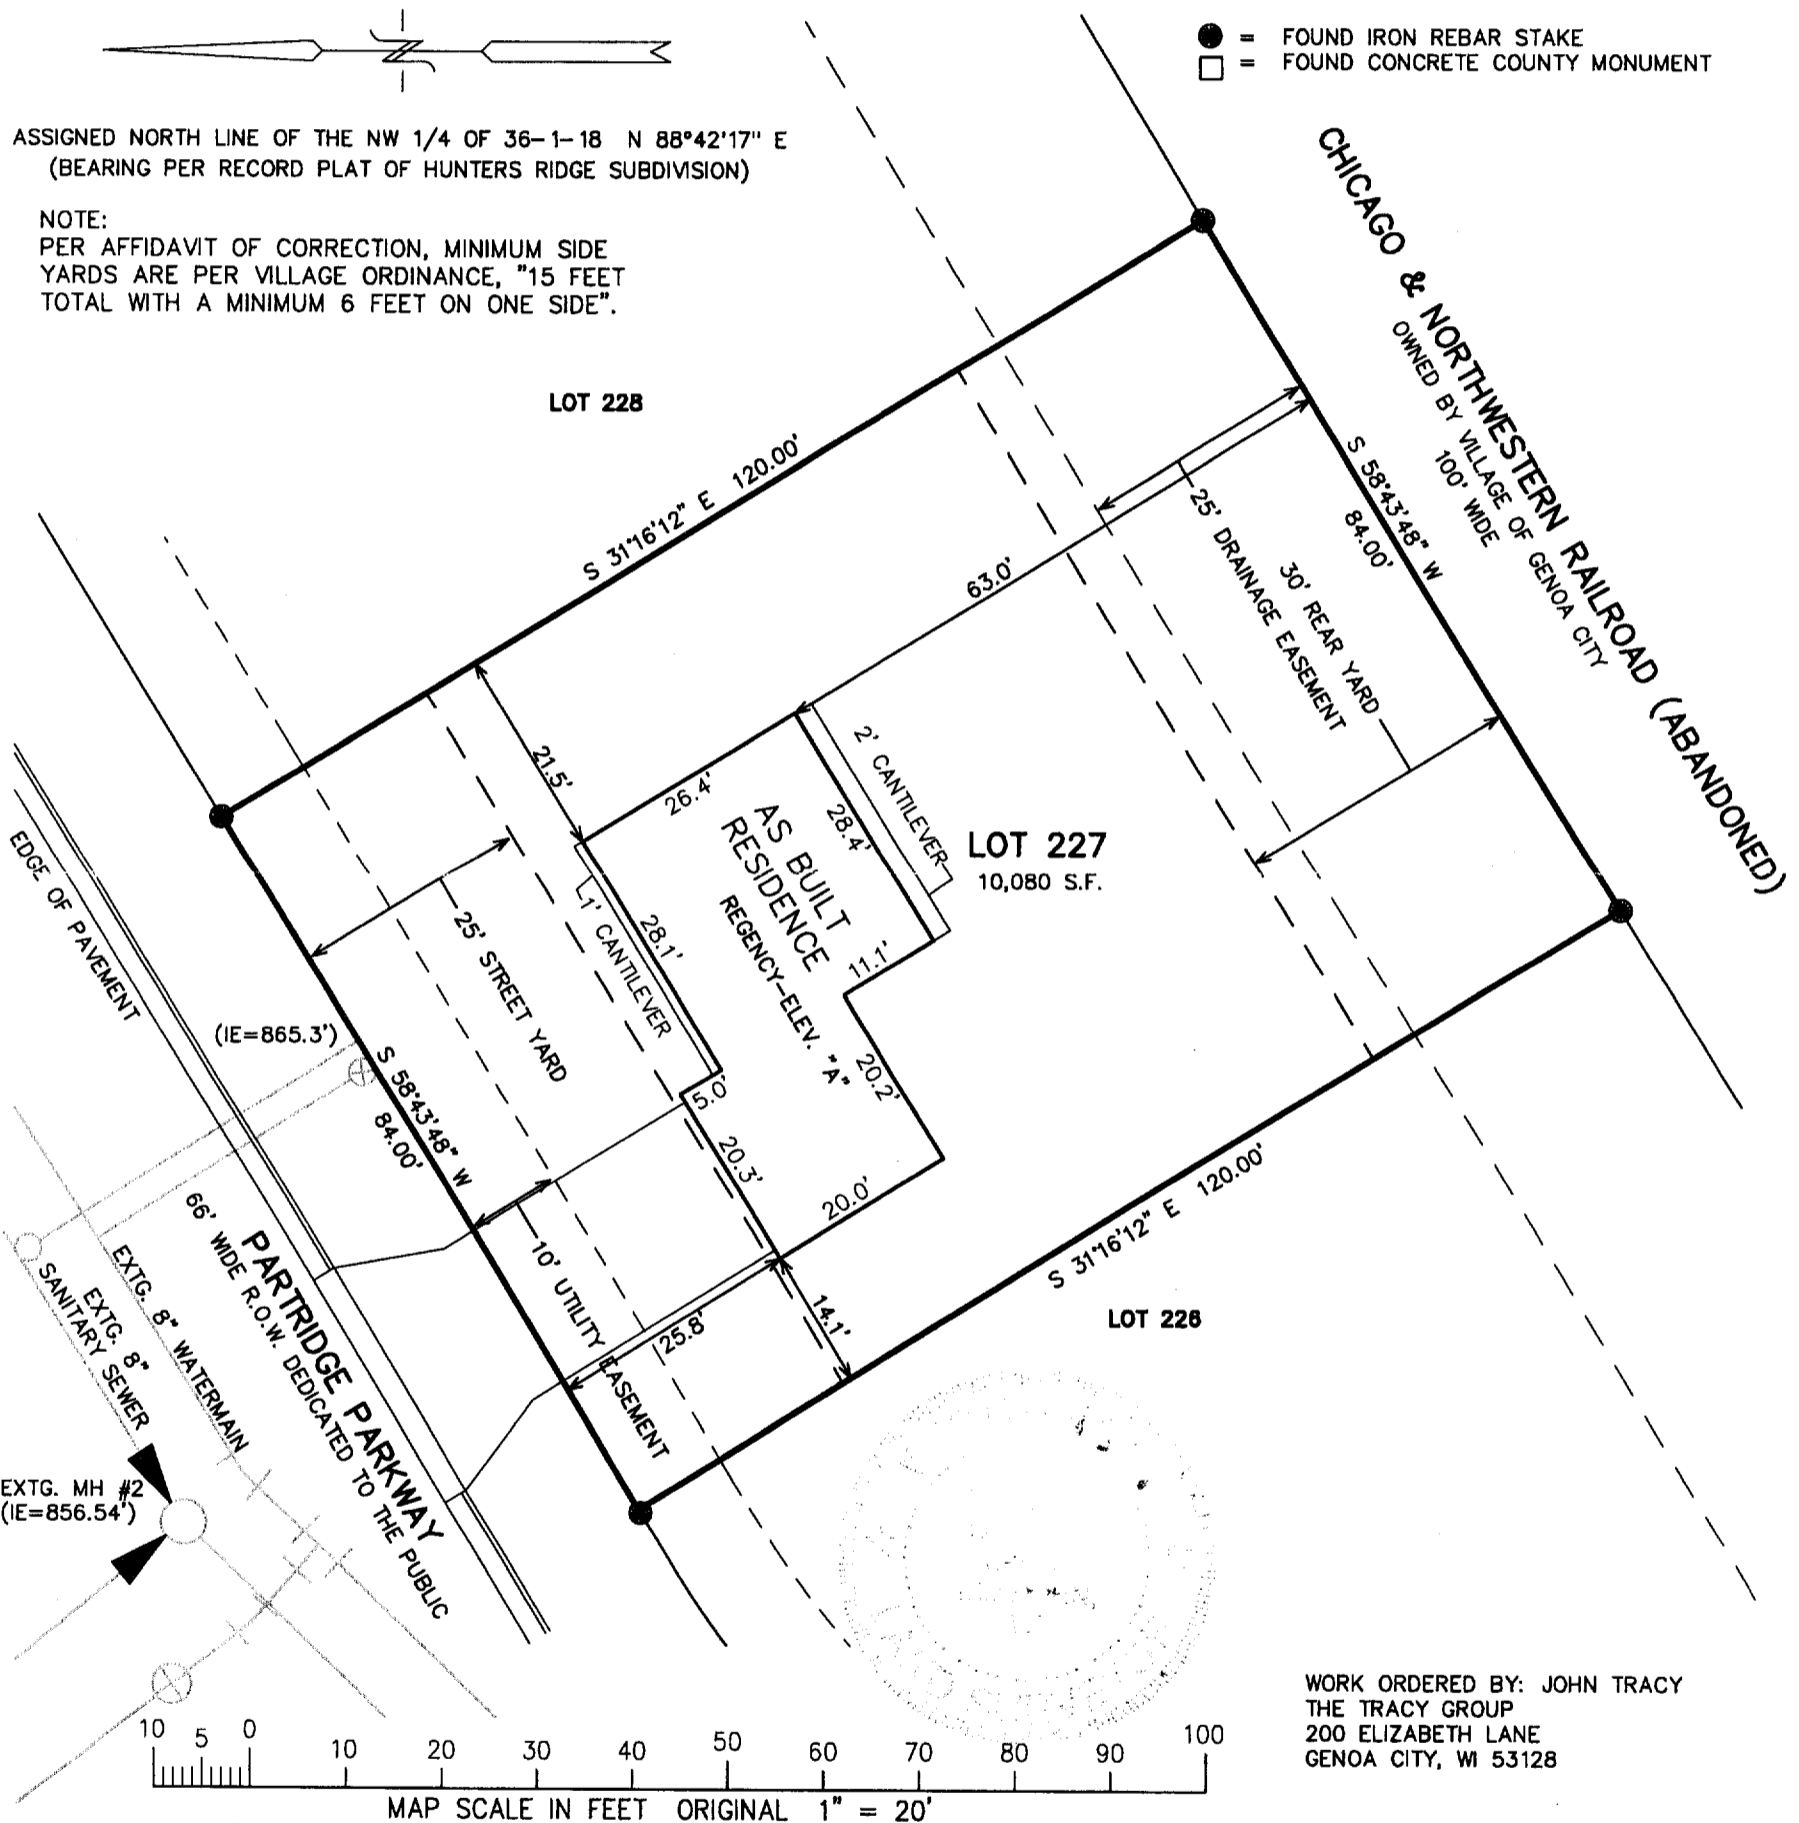 ● = FOUND IRON REBAR STAKE
□ = FOUND CONCRETE COUNTY MONUMENT
ASSIGNED NORTH LINE OF THE NW 1/4 OF 36-1-18 N 88°42'17" E
(BEARING PER RECORD PLAT OF HUNTERS RIDGE SUBDIVISION)
NOTE:
PER AFFIDAVIT OF CORRECTION, MINIMUM SIDE
YARDS ARE PER VILLAGE ORDINANCE, "15 FEET
TOTAL WITH A MINIMUM 6 FEET ON ONE SIDE".
CHICAGO & NORTHWESTERN RAILROAD (ABANDONED)
OWNED BY VILLAGE OF GENOA CITY
100' WIDE
LOT 228
S 31°16'12" E 120.00'
S 58°43'48" W
84.00'
25' DRAINAGE EASEMENT
30' REAR YARD
63.0'
21.5'
26.4'
2' CANTILEVER
28.4'
AS BUILT
RESIDENCE
REGENCY-ELEV. "A"
LOT 227
10,080 S.F.
28.1'
1' CANTILEVER
11.1'
20.2'
25' STREET YARD
5.0'
20.3'
20.0'
EDGE OF PAVEMENT
(IE=865.3')
S 58°43'48" W
84.00'
10' UTILITY EASEMENT
25.8'
14.1'
S 31°16'12" E 120.00'
LOT 226
PARTRIDGE PARKWAY
66' WIDE R.O.W. DEDICATED TO THE PUBLIC
EXTG. 8" WATERMAIN
EXTG. 8"
SANITARY SEWER
EXTG. MH #2
(IE=856.54')
LAND SURVEYOR
WORK ORDERED BY: JOHN TRACY
THE TRACY GROUP
200 ELIZABETH LANE
GENOA CITY, WI 53128
10 5 0 10 20 30 40 50 60 70 80 90 100
MAP SCALE IN FEET ORIGINAL 1" = 20'